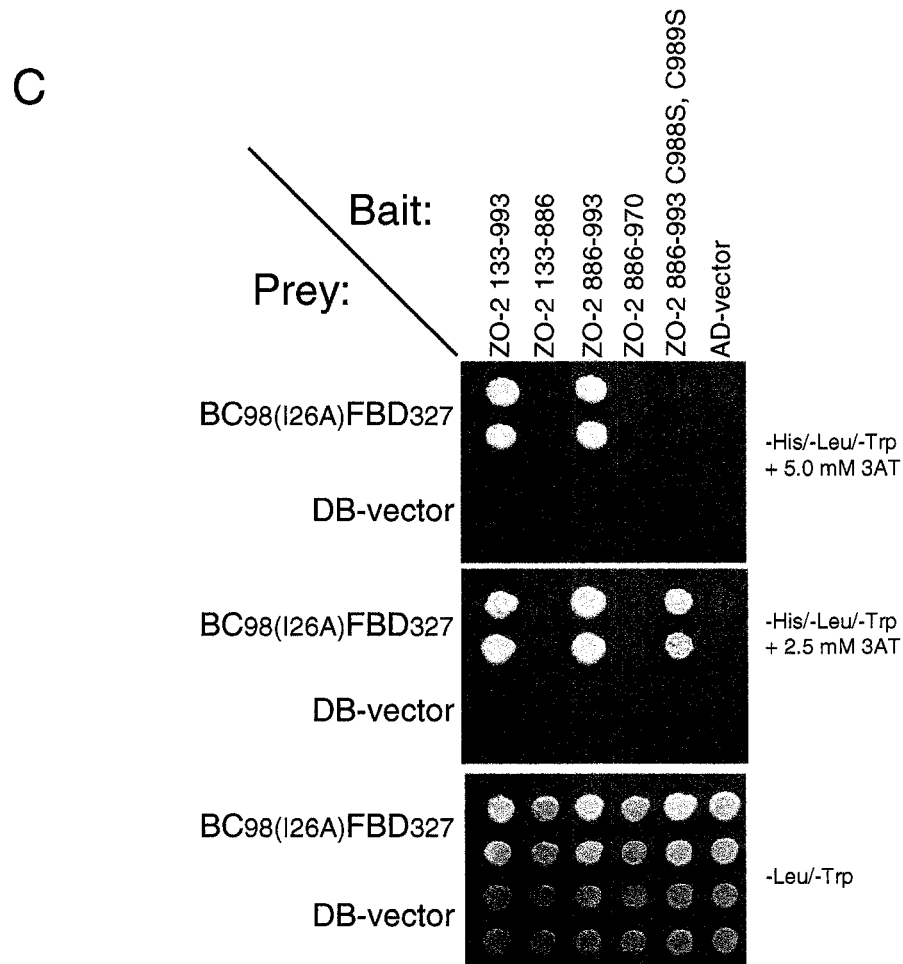 C
Bait:
Prey:
ZO-2 133-993
ZO-2 133-886
ZO-2 886-993
ZO-2 886-970
ZO-2 886-993 C988S, C989S
AD-vector
BC98(I26A)FBD327
DB-vector
-His/-Leu/-Trp
+ 5.0 mM 3AT
BC98(I26A)FBD327
DB-vector
-His/-Leu/-Trp
+ 2.5 mM 3AT
BC98(I26A)FBD327
DB-vector
-Leu/-Trp